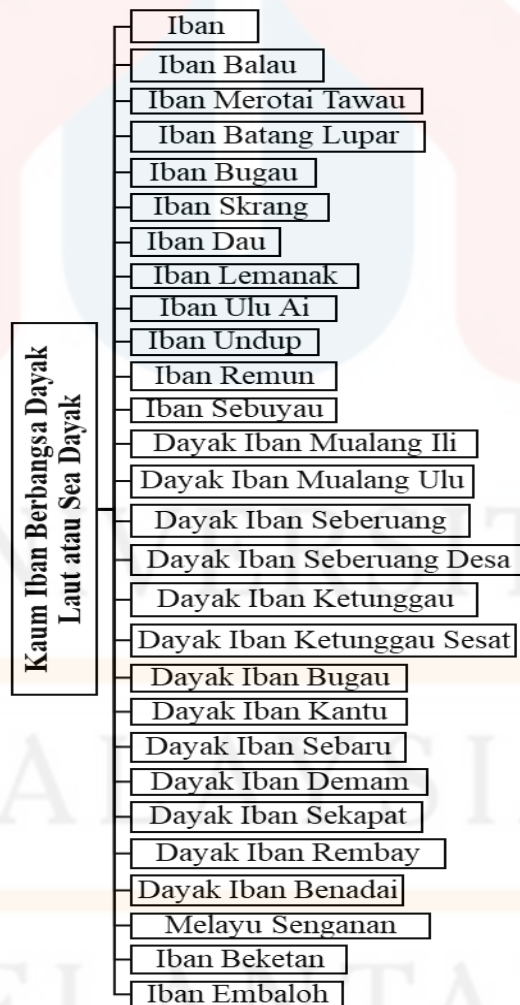 Kaum Iban Berbangsa Dayak
Laut atau Sea Dayak
Iban
Iban Balau
Iban Merotai Tawau
Iban Batang Lupar
Iban Bugau
Iban Skrang
Iban Dau
Iban Lemanak
Iban Ulu Ai
Iban Undup
Iban Remun
Iban Sebuyau
Dayak Iban Mualang Ili
Dayak Iban Mualang Ulu
Dayak Iban Seberuang
Dayak Iban Seberuang Desa
Dayak Iban Ketunggau
Dayak Iban Ketunggau Sesat
Dayak Iban Bugau
Dayak Iban Kantu
Dayak Iban Sebaru
Dayak Iban Demam
Dayak Iban Sekapat
Dayak Iban Rembay
Dayak Iban Benadai
Melayu Senganan
Iban Beketan
Iban Embaloh